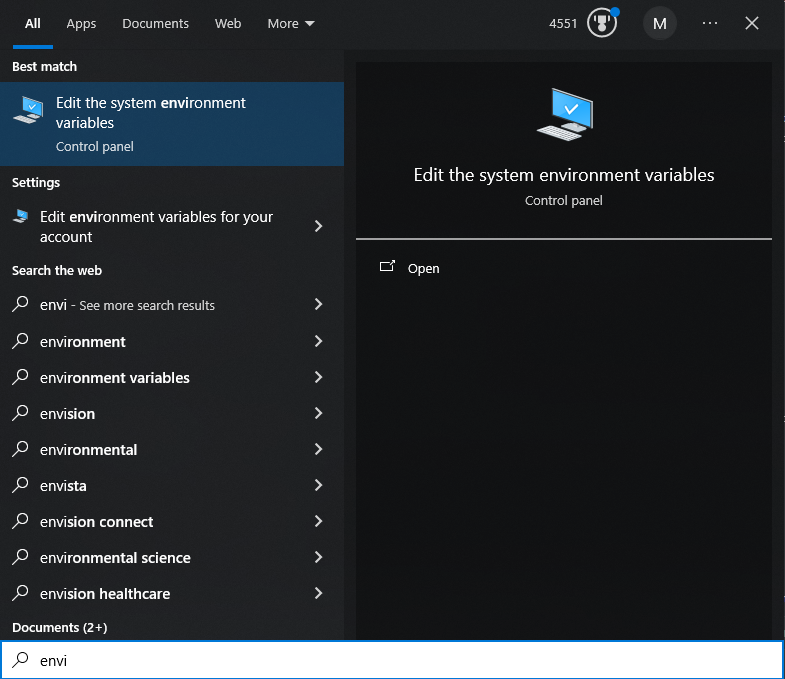 All Apps Documents Web More 4551 M
Best match
Edit the system environment
variables
Control panel
Settings
Edit environment variables for your
account
Search the web
envi - See more search results
environment
environment variables
envision
environmental
envista
envision connect
environmental science
envision healthcare
Documents (2+)
envi
Edit the system environment variables
Control panel
Open